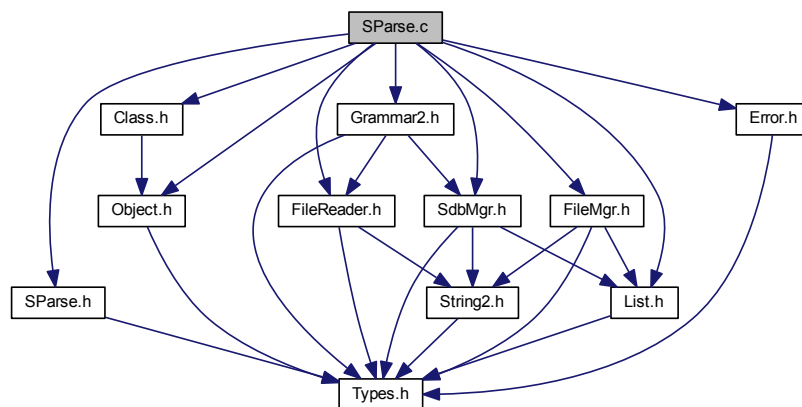 SParse.c
Class.h
Grammar2.h
Error.h
Object.h
FileReader.h
SdbMgr.h
FileMgr.h
SParse.h
String2.h
List.h
Types.h